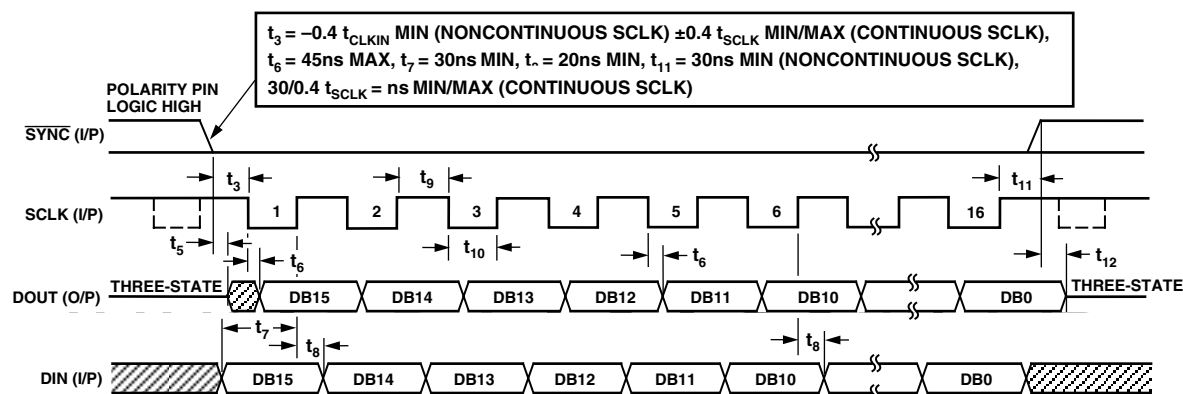 t3 = –0.4 tCLKIN MIN (NONCONTINUOUS SCLK) ±0.4 tSCLK MIN/MAX (CONTINUOUS SCLK),
t6 = 45ns MAX, t7 = 30ns MIN, = 20ns MIN, t11 = 30ns MIN (NONCONTINUOUS SCLK),
30/0.4 tSCLK = ns MIN/MAX (CONTINUOUS SCLK)
POLARITY PIN
LOGIC HIGH
SYNC (I/P)
t3
t9
t11
SCLK (I/P)
1
2
3
4
5
6
16
t5
t6
t10
t6
t12
DOUT (O/P)
THREE-STATE
DB15
DB14
DB13
DB12
DB11
DB10
DB0
THREE-STATE
t7
t8
t8
DIN (I/P)
DB15
DB14
DB13
DB12
DB11
DB10
DB0